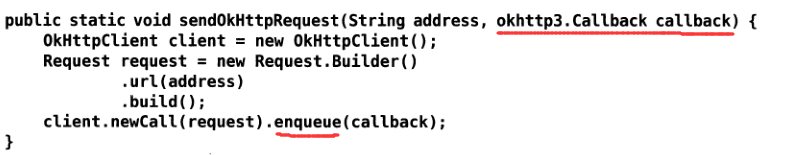 public static void sendOkHttpRequest(String address, okhttp3.Callback callback) {
    OkHttpClient client = new OkHttpClient();
    Request request = new Request.Builder()
            .url(address)
            .build();
    client.newCall(request).enqueue(callback);
}